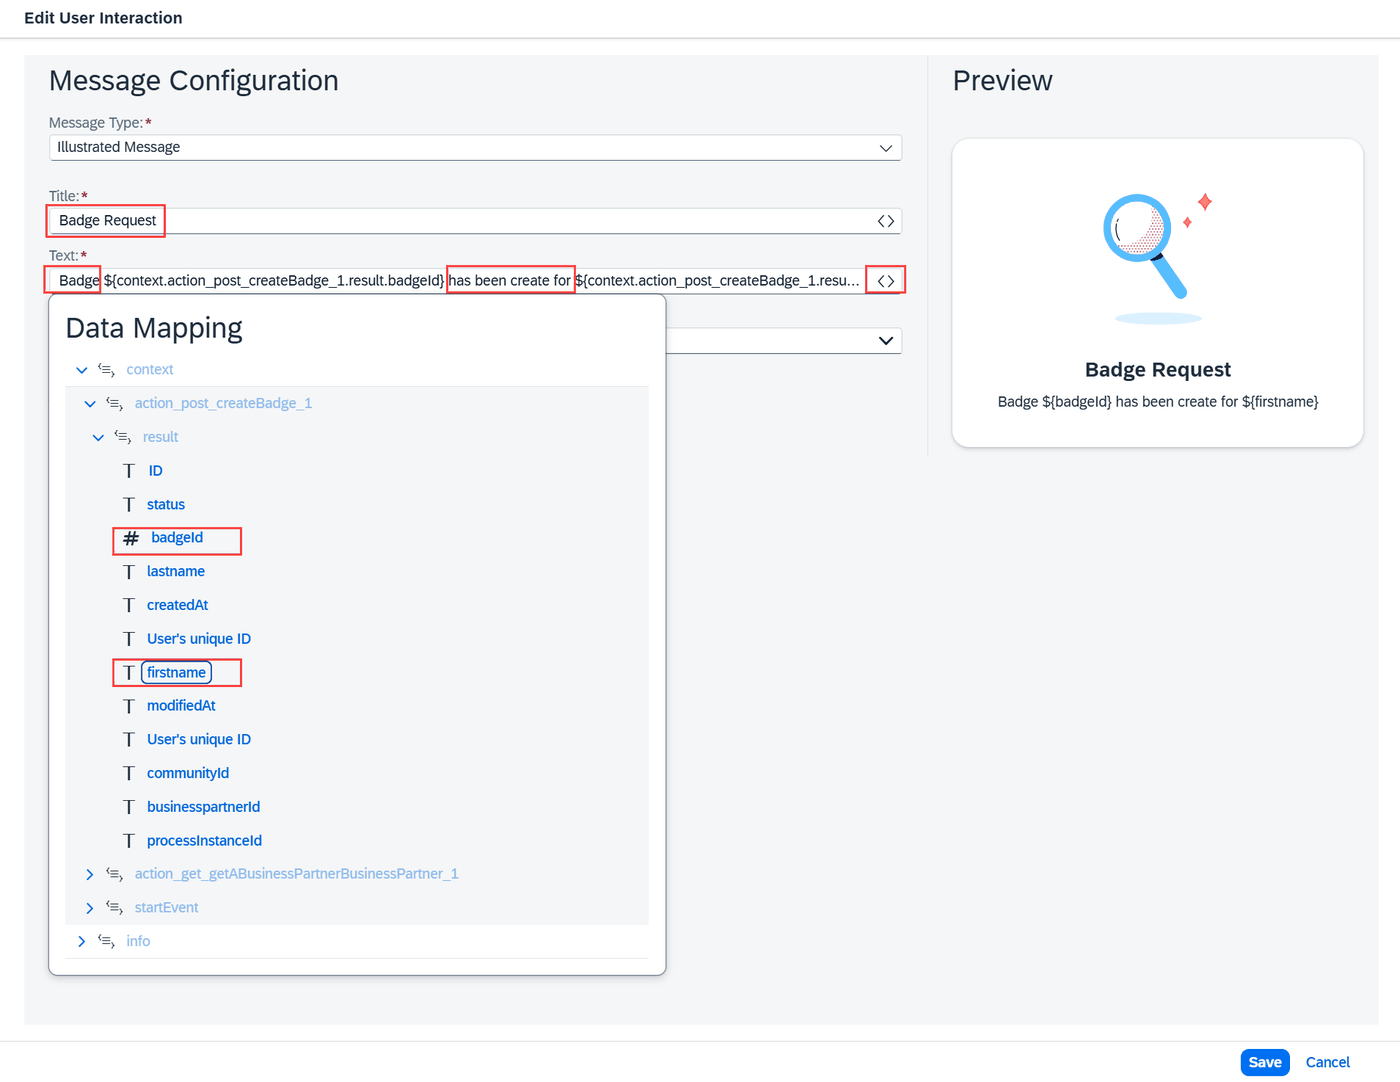 Edit User Interaction
Message Configuration
Message Type:*
Illustrated Message
Title:*
Badge Request
Text:*
Badge ${context.action_post_createBadge_1.result.badgeId} has been create for ${context.action_post_createBadge_1.resu...
Data Mapping
context
action_post_createBadge_1
result
ID
status
badgeId
lastname
createdAt
User's unique ID
firstname
modifiedAt
User's unique ID
communityId
businesspartnerId
processInstanceId
action_get_getABusinessPartnerBusinessPartner_1
startEvent
info
Preview
Badge Request
Badge ${badgeId} has been create for ${firstname}
Save
Cancel